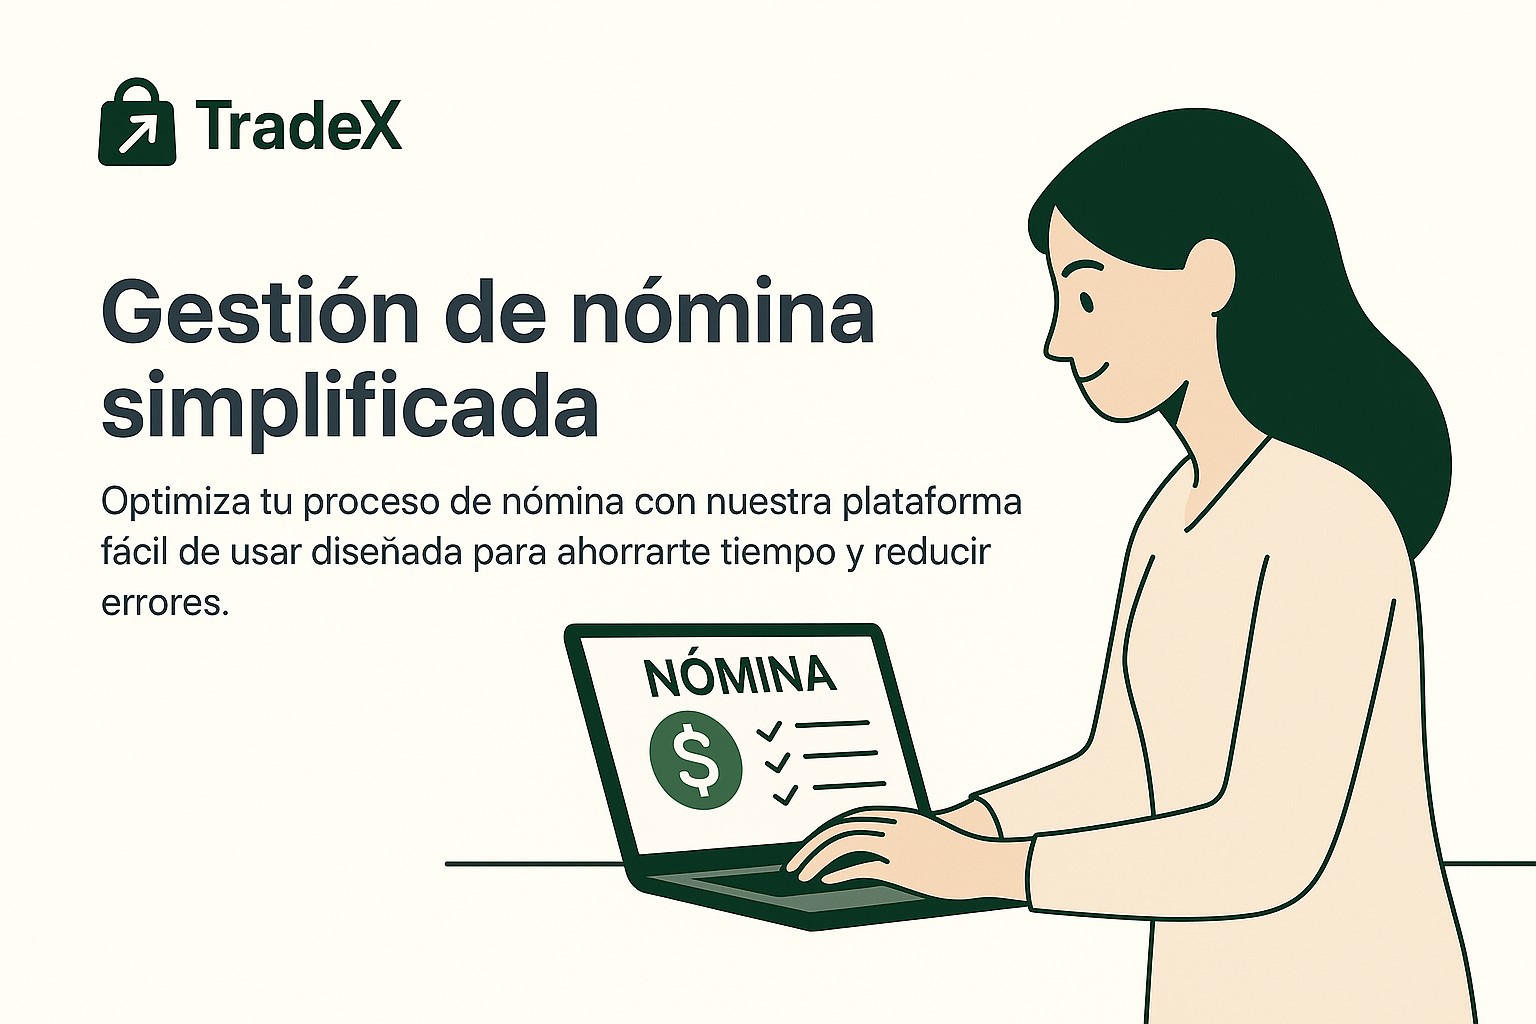 TradeX
Gestión de nómina
simplificada
Optimiza tu proceso de nómina con nuestra plataforma
fácil de usar diseñada para ahorrarte tiempo y reducir
errores.
NÓMINA
$